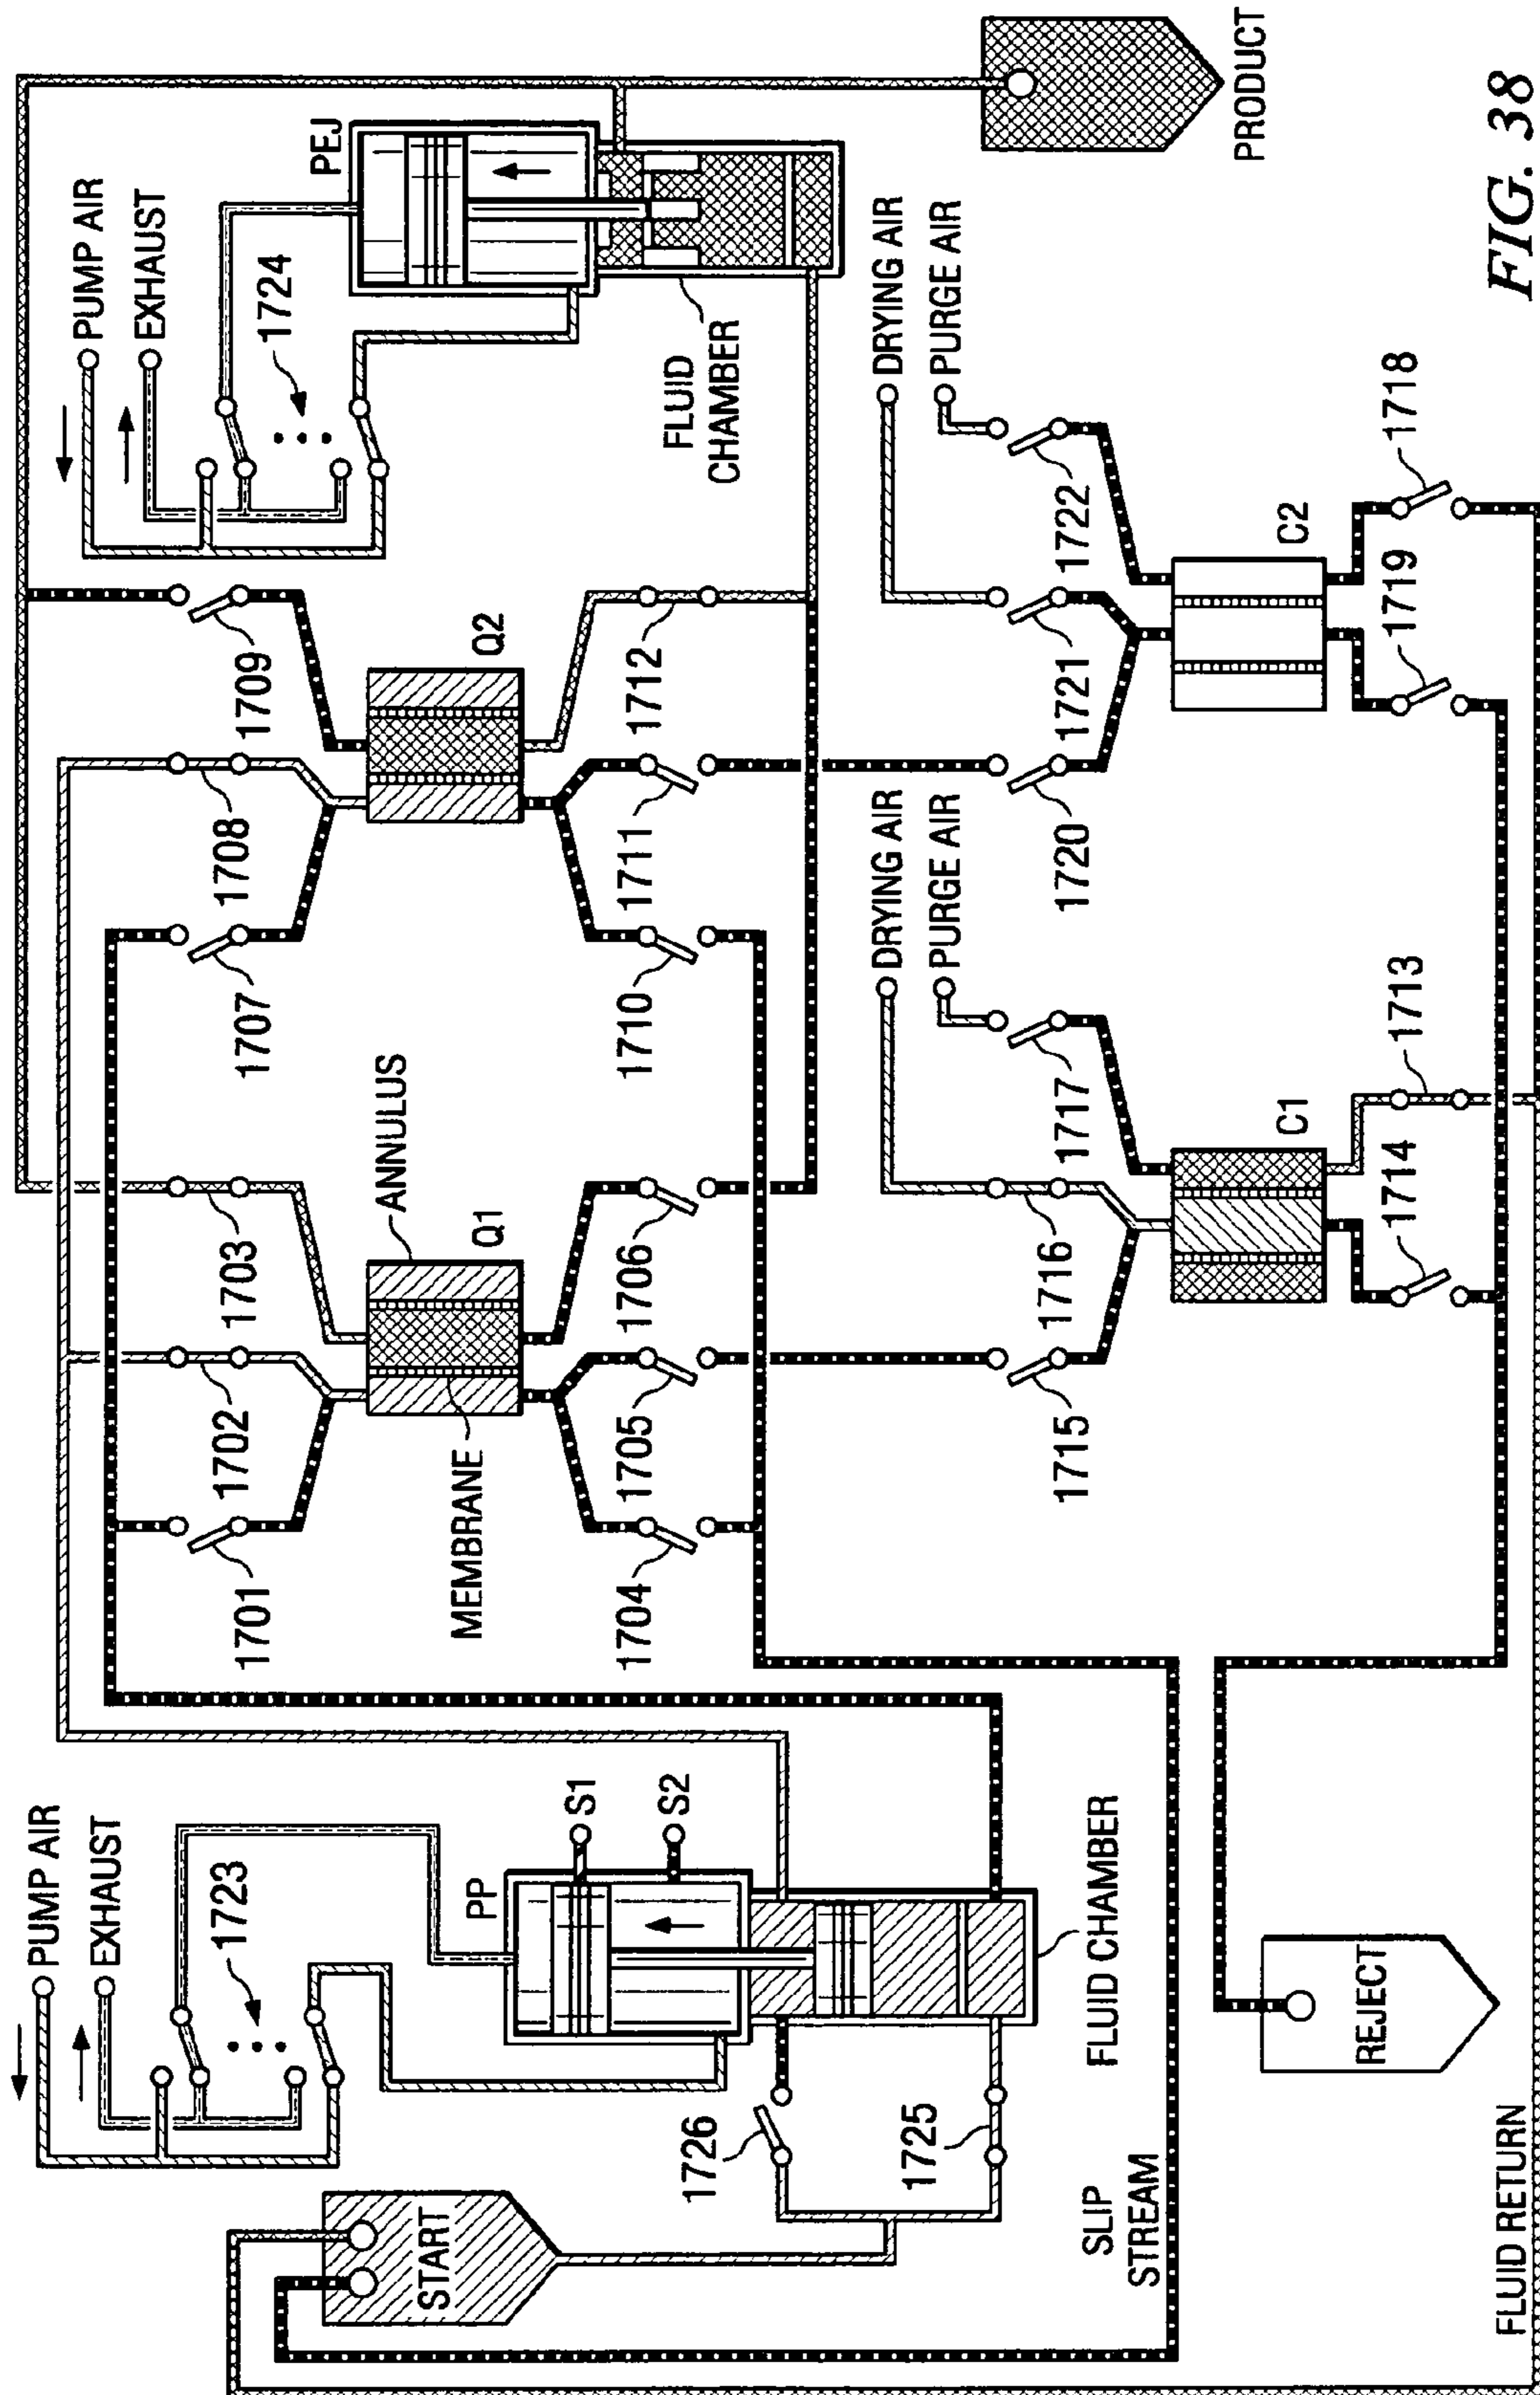 PUMP AIR
EXHAUST
1723
START
PP
S1
S2
1726
1725
SLIP
STREAM
FLUID CHAMBER
REJECT
FLUID RETURN
1701
1702
1703
MEMBRANE
ANNULUS
Q1
1704
1705
1706
1707
1708
1709
Q2
1710
1711
1712
PUMP AIR
EXHAUST
1724
PEJ
FLUID
CHAMBER
PRODUCT
DRYING AIR
PURGE AIR
1715
1716
1717
C1
1714
1713
DRYING AIR
PURGE AIR
1720
1721
1722
C2
1719
1718
FIG. 38